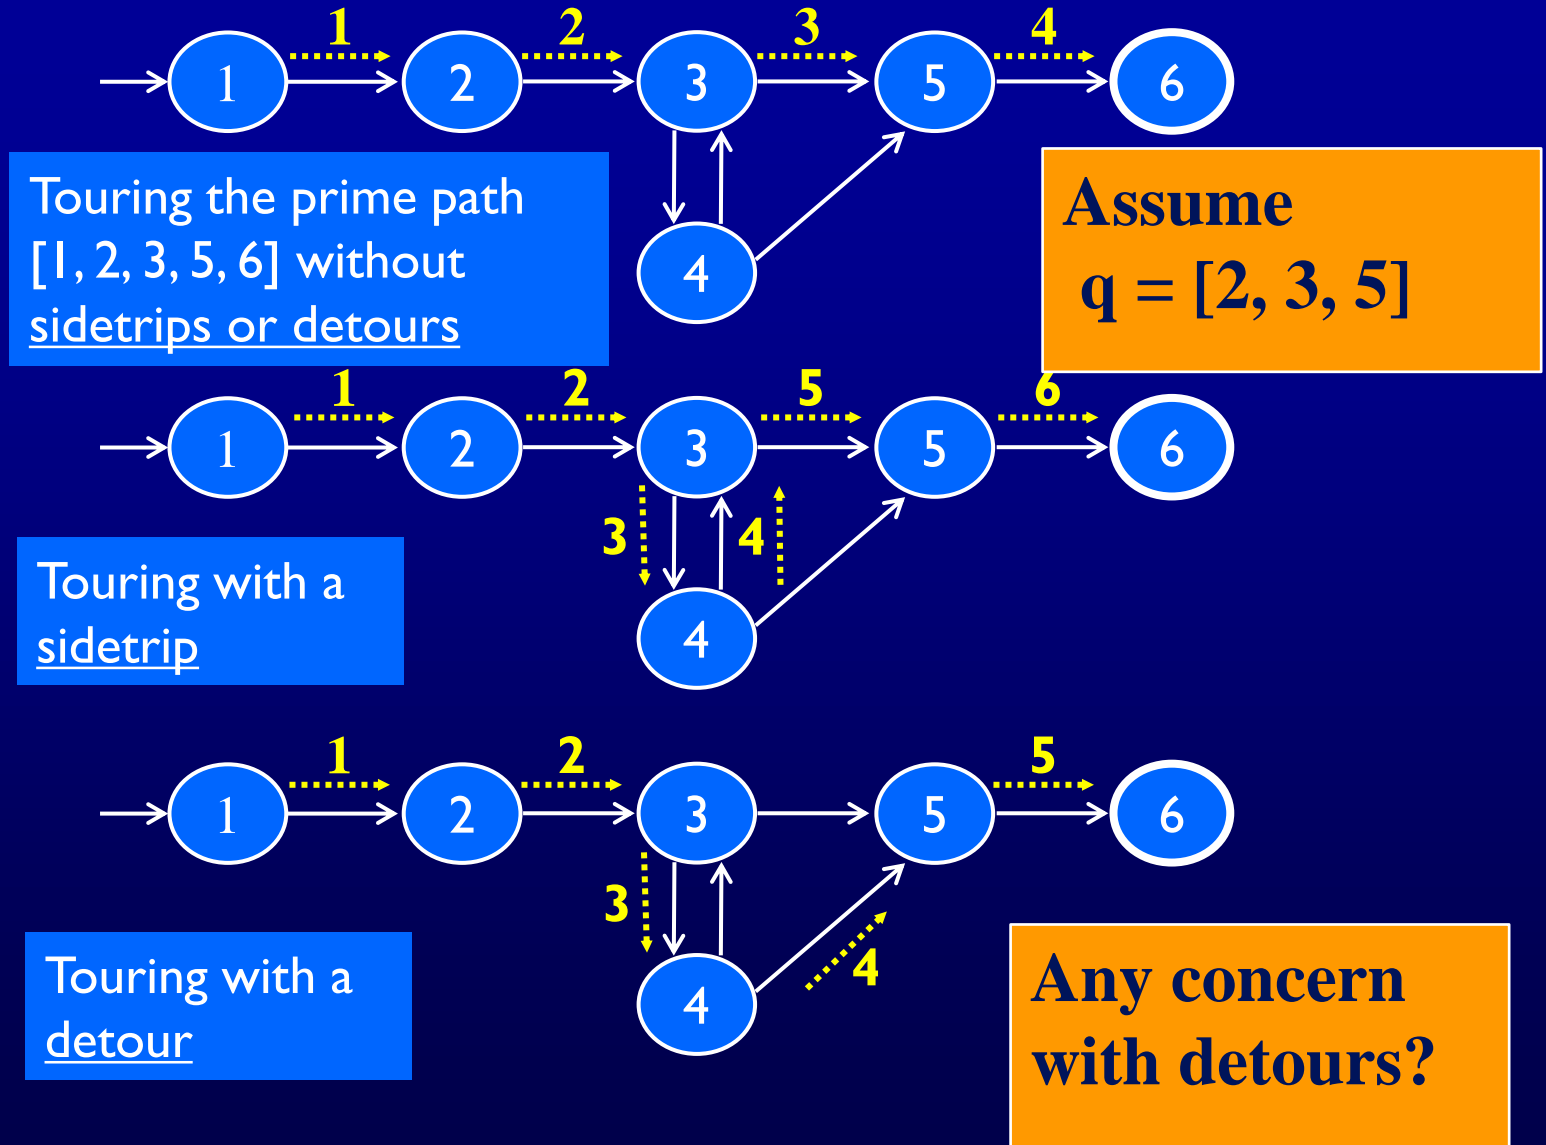 1 2 3 4
1 2 3 5 6
4
Touring the prime path
[1, 2, 3, 5, 6] without
sidetrips or detours
Assume
q = [2, 3, 5]
1 2 5 6
1 2 3 5 6
3 4
4
Touring with a
sidetrip
1 2 5
1 2 3 5 6
3
4
4
Touring with a
detour
Any concern
with detours?